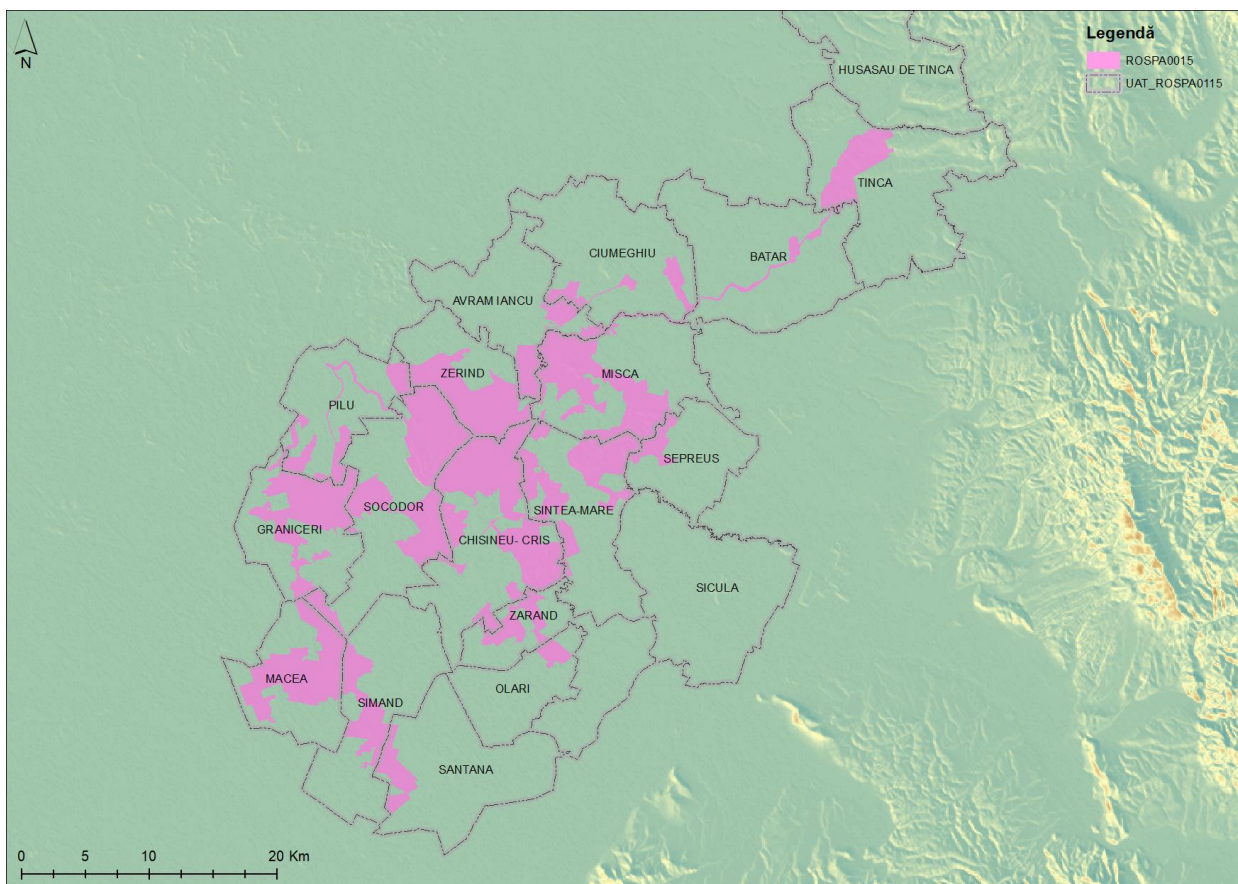 Legendă
ROSPA0015
UAT_ROSPA0115
N
HUSASAU DE TINCA
TINCA
CIUMEGHIU
BATAR
AVRAM IANCU
ZERIND
MISCA
PILU
SEPREUS
SOCODOR
SINTEA-MARE
GRANICERI
CHISINEU- CRIS
SICULA
ZARAND
MACEA
OLARI
SIMAND
SANTANA
0 5 10 20 Km